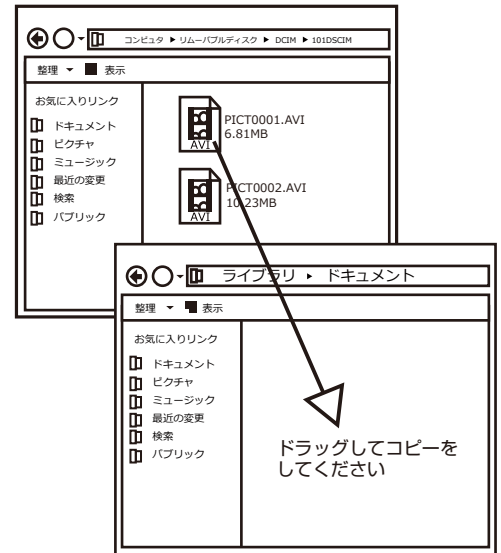 コンピュタ ▶ リムーバブルディスク ▶ DCIM ▶ 101DSCIM
整理 ▼ ■ 表示
お気に入りリンク
ドキュメント
ピクチャ
ミュージック
最近の変更
検索
パブリック
PICT0001.AVI
6.81MB
AVI
PICT0002.AVI
10.23MB
AVI
ライブラリ ▶ ドキュメント
整理 ▼ 表示
お気に入りリンク
ドキュメント
ピクチャ
ミュージック
最近の変更
検索
パブリック
ドラッグしてコピーを
してください